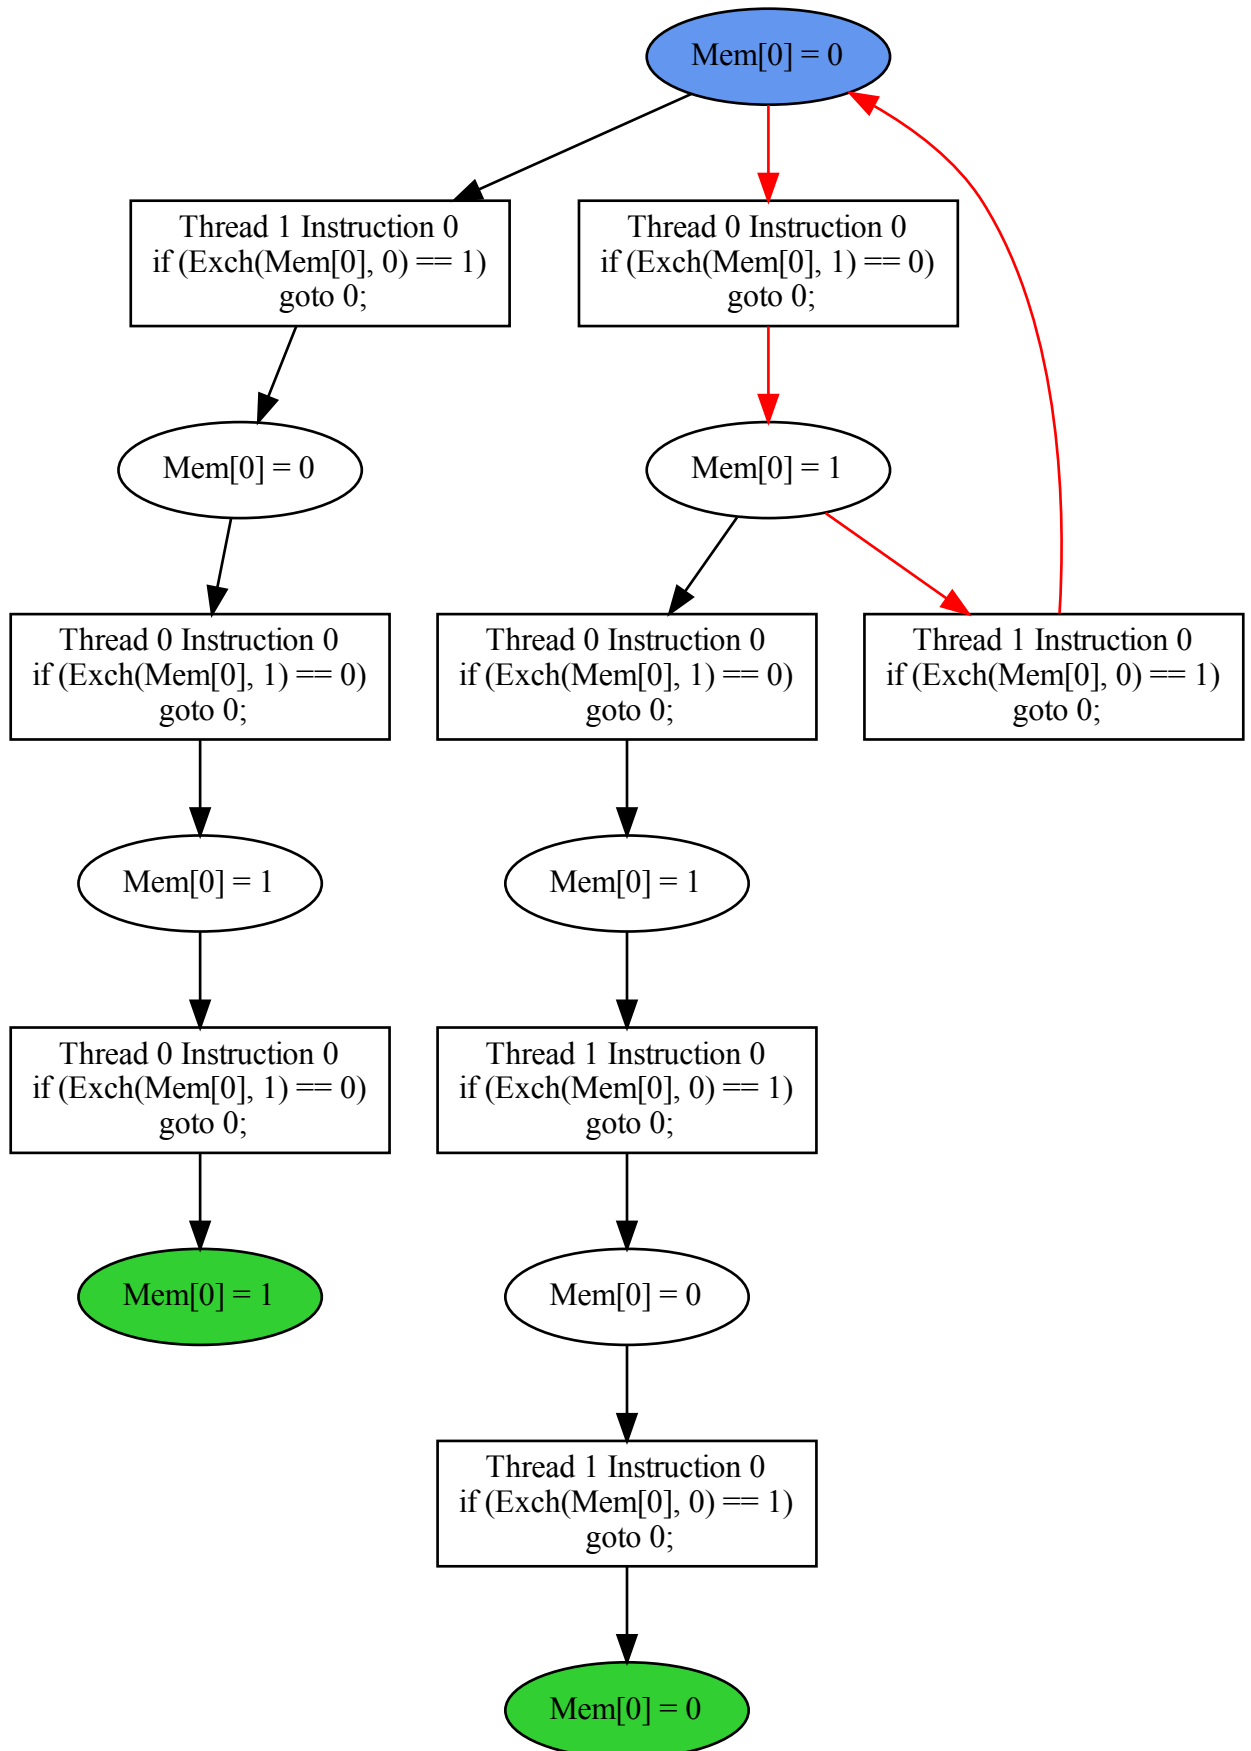 Mem[0] = 0
Thread 1 Instruction 0
if (Exch(Mem[0], 0) == 1)
goto 0;
Thread 0 Instruction 0
if (Exch(Mem[0], 1) == 0)
goto 0;
Mem[0] = 0
Mem[0] = 1
Thread 0 Instruction 0
if (Exch(Mem[0], 1) == 0)
goto 0;
Thread 0 Instruction 0
if (Exch(Mem[0], 1) == 0)
goto 0;
Thread 1 Instruction 0
if (Exch(Mem[0], 0) == 1)
goto 0;
Mem[0] = 1
Mem[0] = 1
Thread 0 Instruction 0
if (Exch(Mem[0], 1) == 0)
goto 0;
Thread 1 Instruction 0
if (Exch(Mem[0], 0) == 1)
goto 0;
Mem[0] = 1
Mem[0] = 0
Thread 1 Instruction 0
if (Exch(Mem[0], 0) == 1)
goto 0;
Mem[0] = 0